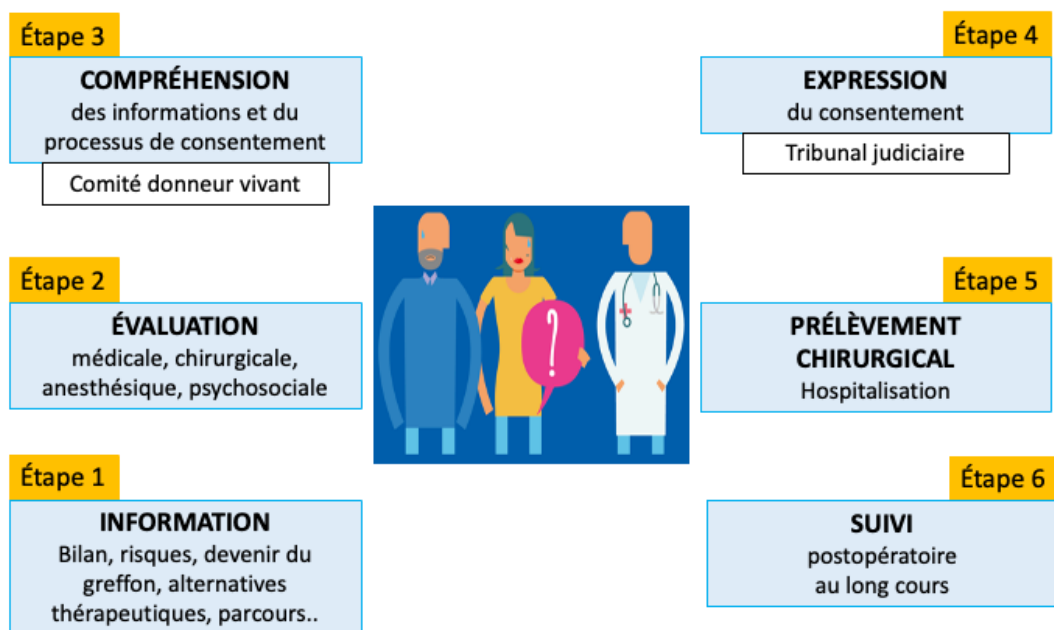 Étape 3
COMPRÉHENSION
des informations et du
processus de consentement
Comité donneur vivant
Étape 4
EXPRESSION
du consentement
Tribunal judiciaire
Étape 2
ÉVALUATION
médicale, chirurgicale,
anesthésique, psychosociale
?
Étape 5
PRÉLÈVEMENT
CHIRURGICAL
Hospitalisation
Étape 1
INFORMATION
Bilan, risques, devenir du
greffon, alternatives
thérapeutiques, parcours..
Étape 6
SUIVI
postopératoire
au long cours